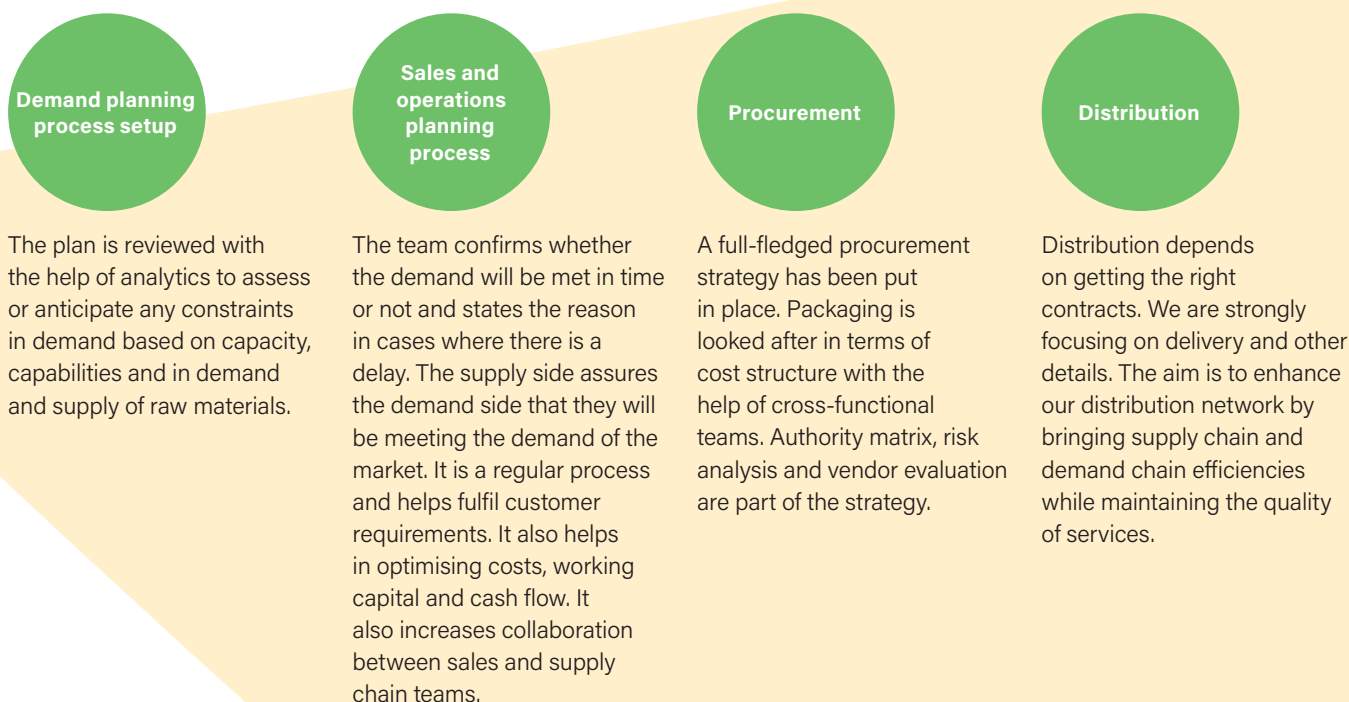 Demand planning
process setup
The plan is reviewed with
the help of analytics to assess
or anticipate any constraints
in demand based on capacity,
capabilities and in demand
and supply of raw materials.
Sales and
operations
planning
process
The team confirms whether
the demand will be met in time
or not and states the reason
in cases where there is a
delay. The supply side assures
the demand side that they will
be meeting the demand of the
market. It is a regular process
and helps fulfil customer
requirements. It also helps
in optimising costs, working
capital and cash flow. It
also increases collaboration
between sales and supply
chain teams.
Procurement
A full-fledged procurement
strategy has been put
in place. Packaging is
looked after in terms of
cost structure with the
help of cross-functional
teams. Authority matrix, risk
analysis and vendor evaluation
are part of the strategy.
Distribution
Distribution depends
on getting the right
contracts. We are strongly
focusing on delivery and other
details. The aim is to enhance
our distribution network by
bringing supply chain and
demand chain efficiencies
while maintaining the quality
of services.